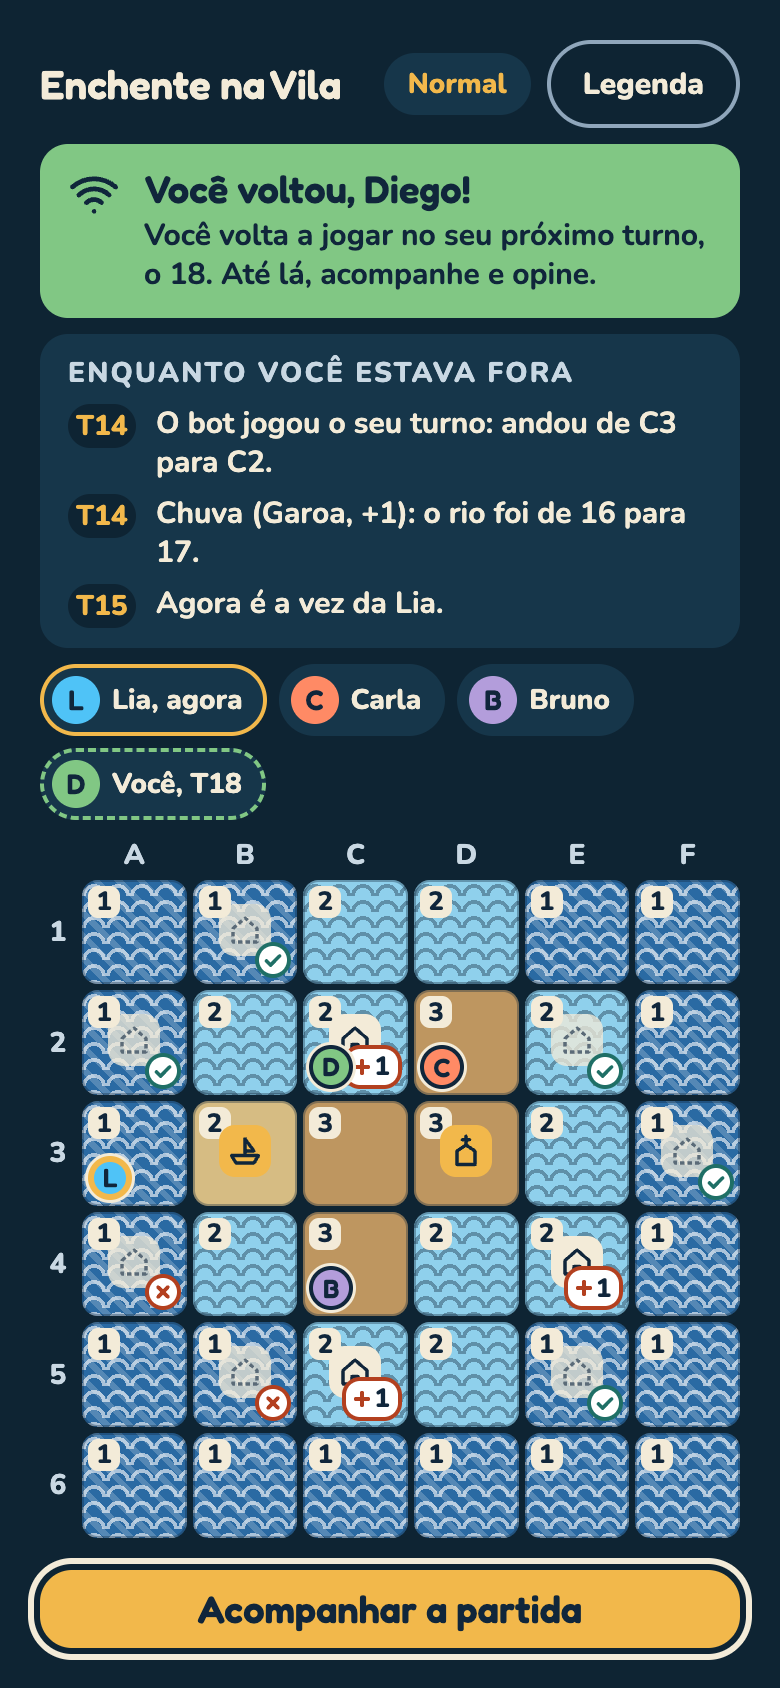 Enchente na Vila
Normal
Legenda
Você voltou, Diego!
Você volta a jogar no seu próximo turno,
o 18. Até lá, acompanhe e opine.
ENQUANTO VOCÊ ESTAVA FORA
T14 O bot jogou o seu turno: andou de C3
para C2.
T14 Chuva (Garoa, +1): o rio foi de 16 para
17.
T15 Agora é a vez da Lia.
L Lia, agora
C Carla
B Bruno
D Você, T18
A B C D E F
1 1 1 2 2 1 1
2 1 2 2 D +1 3 C 2 1
3 1 L 2 3 3 2 1
4 1 2 3 B 2 2 +1 1
5 1 1 2 +1 2 1 1
6 1 1 1 1 1 1
Acompanhar a partida